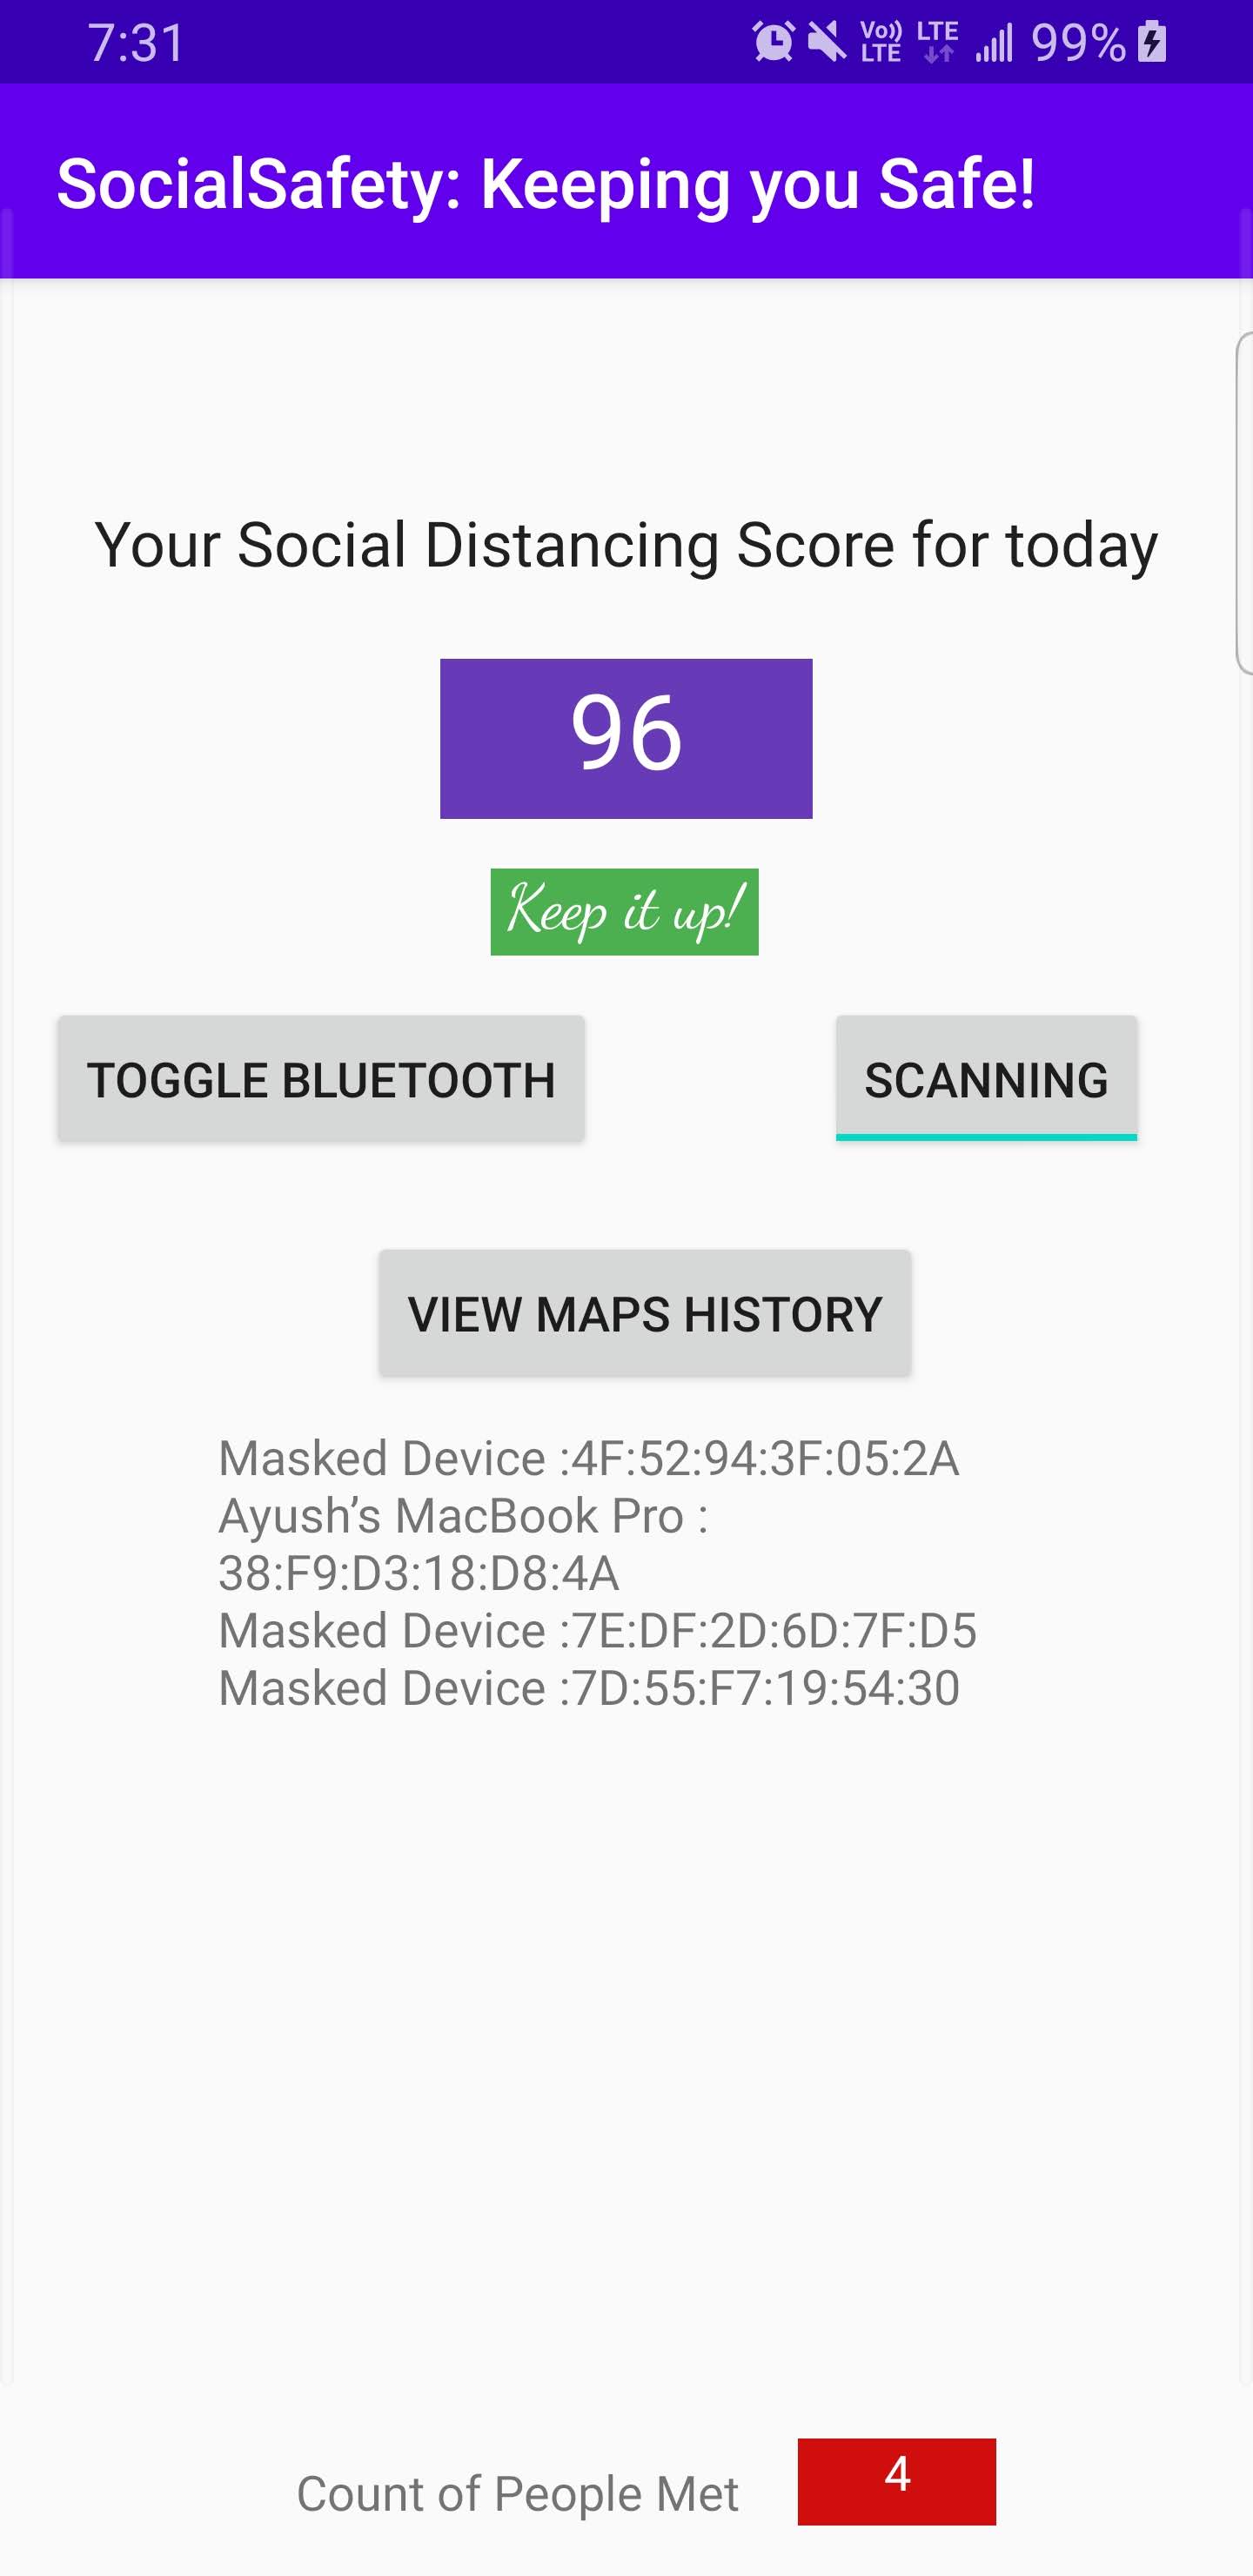 7:31 Vo)) LTE LTE 99%
SocialSafety: Keeping you Safe!
Your Social Distancing Score for today
96
Keep it up!
TOGGLE BLUETOOTH SCANNING
VIEW MAPS HISTORY
Masked Device :4F:52:94:3F:05:2A
Ayush’s MacBook Pro :
38:F9:D3:18:D8:4A
Masked Device :7E:DF:2D:6D:7F:D5
Masked Device :7D:55:F7:19:54:30
Count of People Met 4